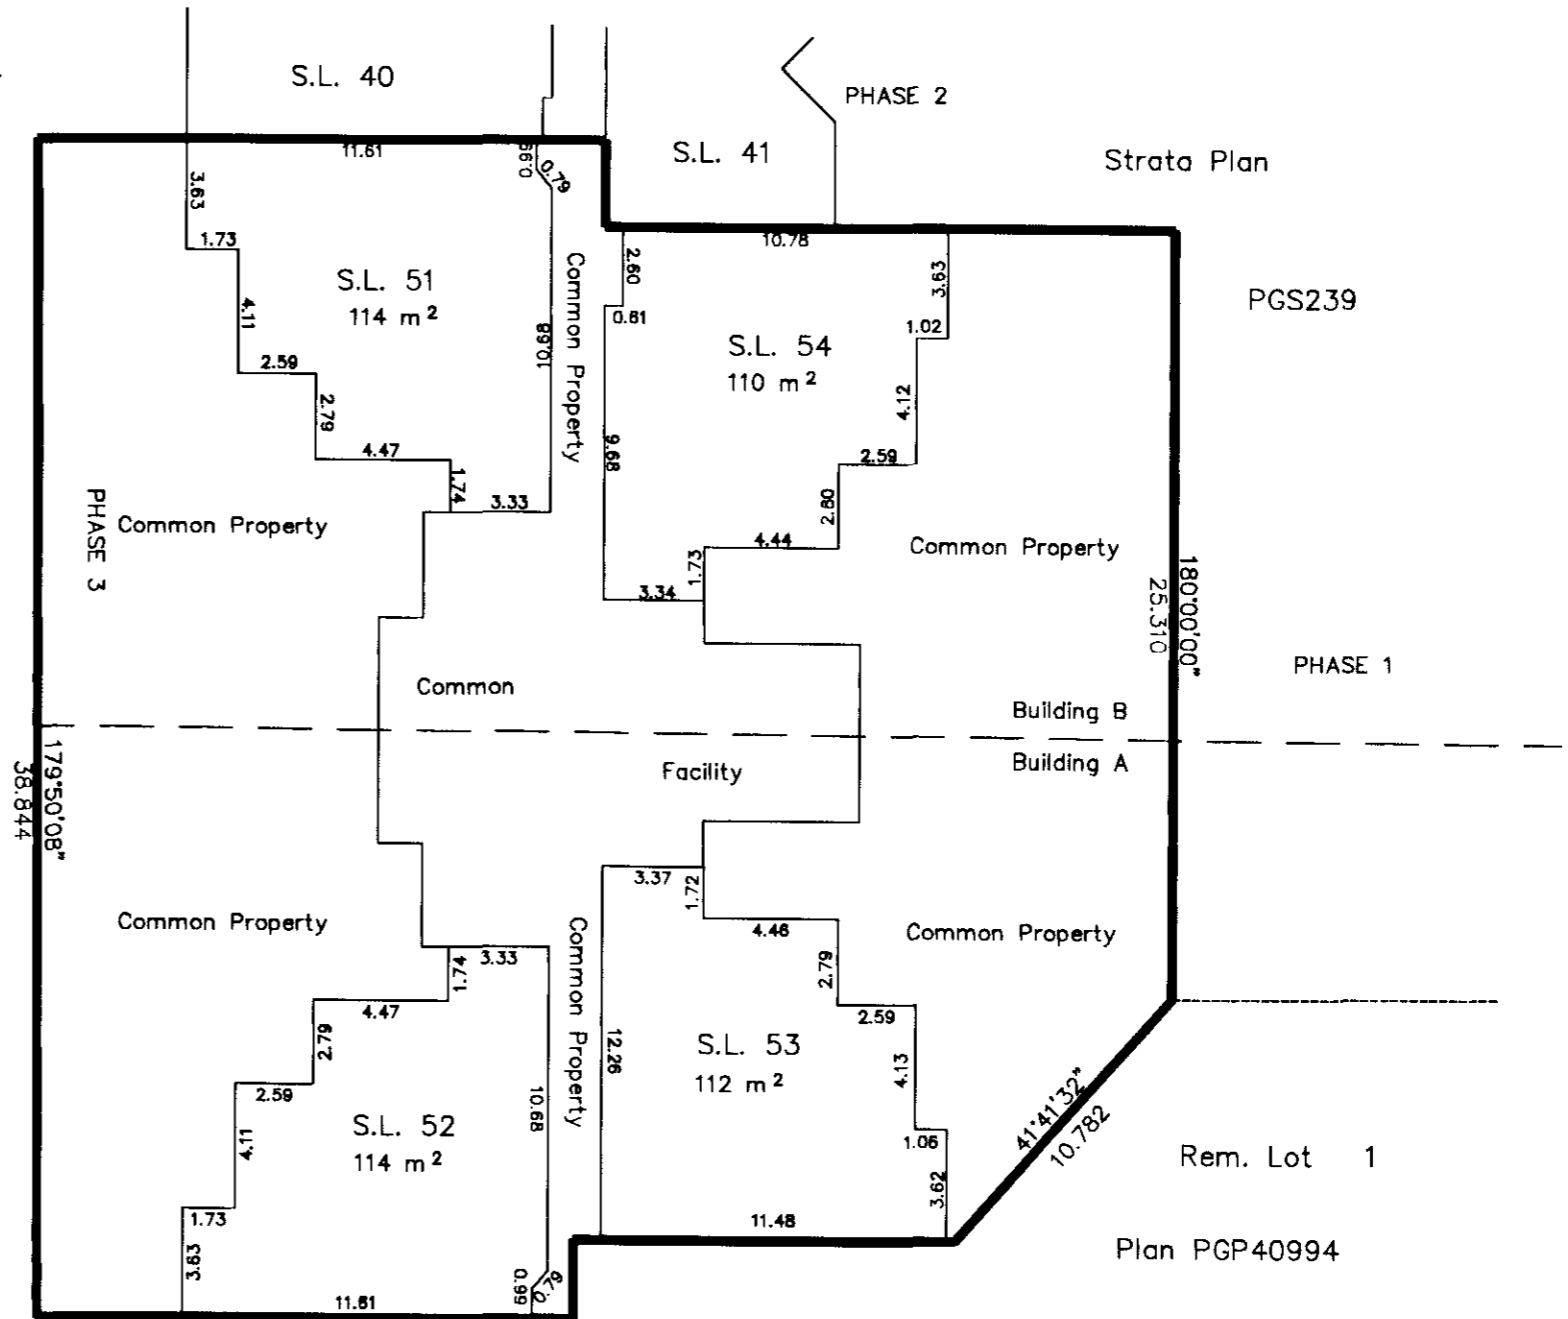 S.L. 40
PHASE 2
S.L. 41
Strata Plan
11.61
0.99
0.79
3.63
1.73
10.78
2.60
3.63
S.L. 51
114 m²
Common Property
PGS239
4.11
10.68
0.61
1.02
S.L. 54
110 m²
2.59
2.79
4.12
4.47
9.68
2.59
1.74
3.33
2.80
PHASE 3
Common Property
4.44
Common Property
1.73
3.34
180°00'00"
25.310
PHASE 1
Common
Building B
Facility
Building A
179°50'08"
38.844
3.37
1.72
Common Property
Common Property
4.46
Common Property
3.33
1.74
2.79
4.47
2.59
2.79
12.26
S.L. 53
112 m²
4.13
2.59
10.68
41°41'32"
10.782
S.L. 52
114 m²
4.11
1.06
Rem. Lot 1
1.73
3.62
11.48
Plan PGP40994
3.63
0.99
0.79
11.61